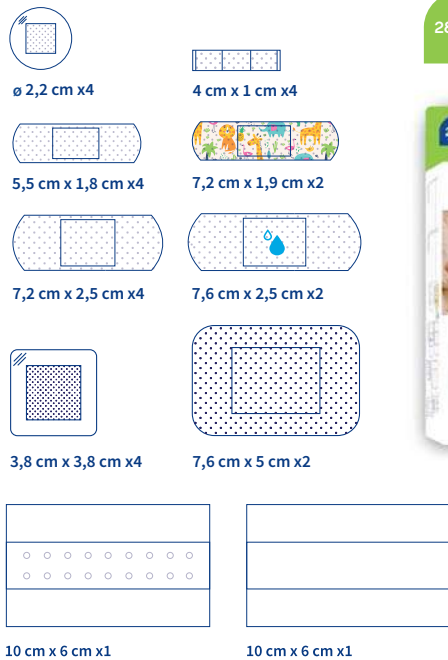 28
ø 2,2 cm x4
4 cm x 1 cm x4
5,5 cm x 1,8 cm x4
7,2 cm x 1,9 cm x2
7,2 cm x 2,5 cm x4
7,6 cm x 2,5 cm x2
3,8 cm x 3,8 cm x4
7,6 cm x 5 cm x2
10 cm x 6 cm x1
10 cm x 6 cm x1